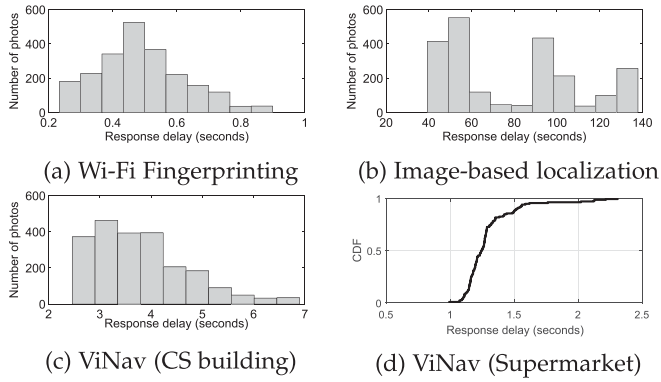 Number of photos
600
400
200
0
0.2 0.4 0.6 0.8 1
Response delay (seconds)
(a) Wi-Fi Fingerprinting
Number of photos
600
400
200
0
20 40 60 80 100 120 140
Response delay (seconds)
(b) Image-based localization
Number of photos
600
400
200
0
2 3 4 5 6 7
Response delay (seconds)
(c) ViNav (CS building)
CDF
1
0.5
0
0.5 1 1.5 2 2.5
Response delay (seconds)
(d) ViNav (Supermarket)